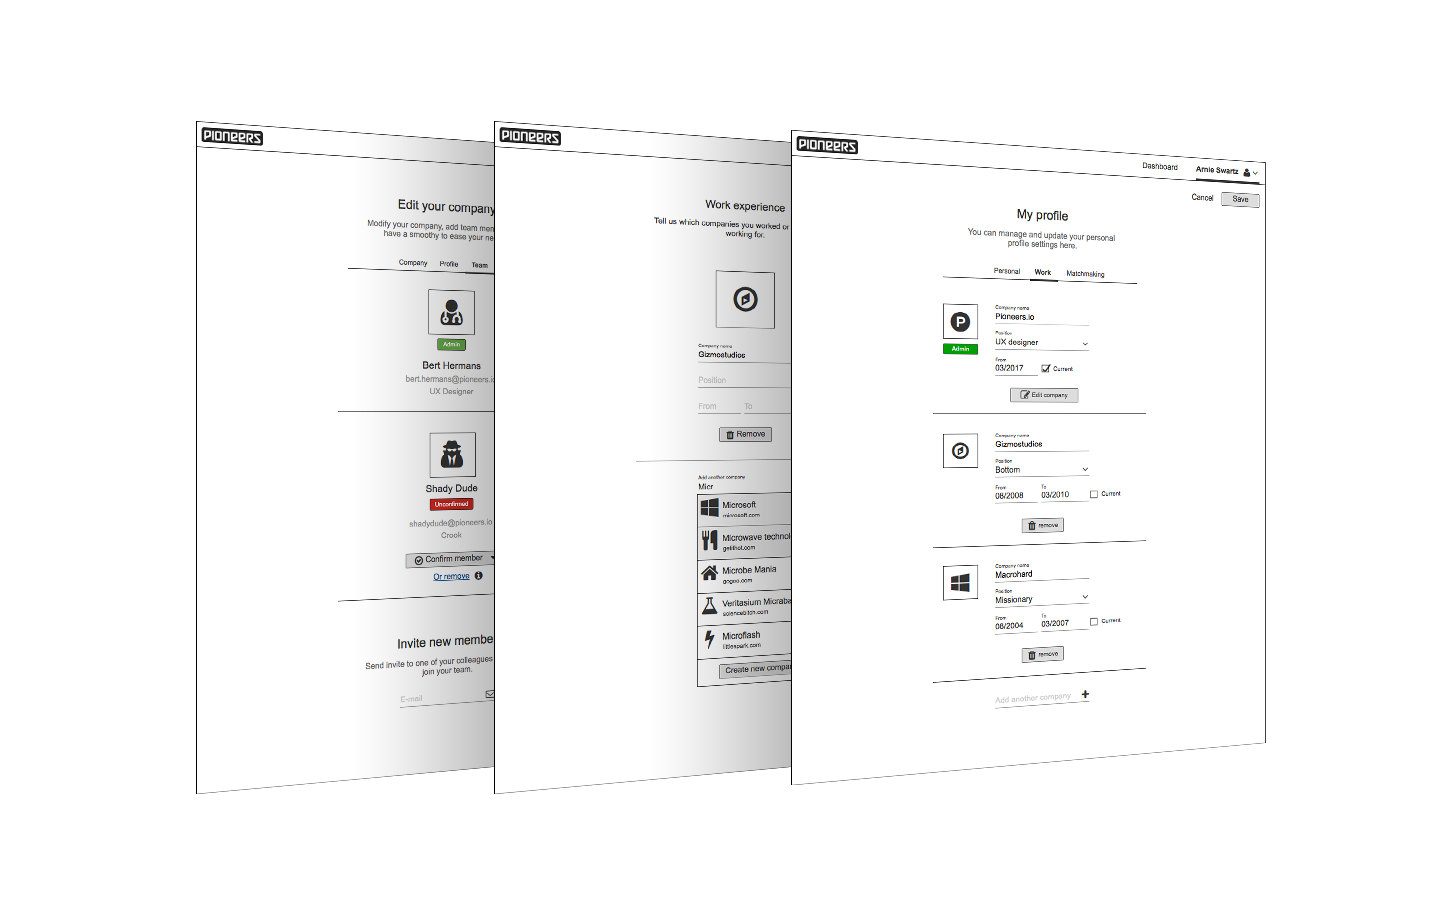 PIONEERS
Edit your company
Modify your company, add team mem
have a smoothy to ease your ne
Company Profile Team
Admin
Bert Hermans
bert.hermans@pioneers.io
UX Designer
Shady Dude
Unconfirmed
shadydude@pioneers.io
Crook
Confirm member
Or remove
Invite new membe
Send invite to one of your colleagues
join your team.
E-mail
PIONEERS
Work experience
Tell us which companies you worked or
working for.
Company name
Gizmostudios
Position
From To
Remove
Add another company
Micr
Microsoft
microsoft.com
Microwave technol
getithot.com
Microbe Mania
gogoo.com
Veritasium Microba
sciencebitch.com
Microflash
littlespark.com
Create new compa
PIONEERS
Dashboard Arnie Swartz
Cancel Save
My profile
You can manage and update your personal
profile settings here.
Personal Work Matchmaking
P
Admin
Company name
Pioneers.io
Position
UX designer
From
03/2017 Current
Edit company
Company name
Gizmostudios
Position
Bottom
From To
08/2008 03/2010 Current
remove
Company name
Macrohard
Position
Missionary
From To
08/2004 03/2007 Current
remove
Add another company